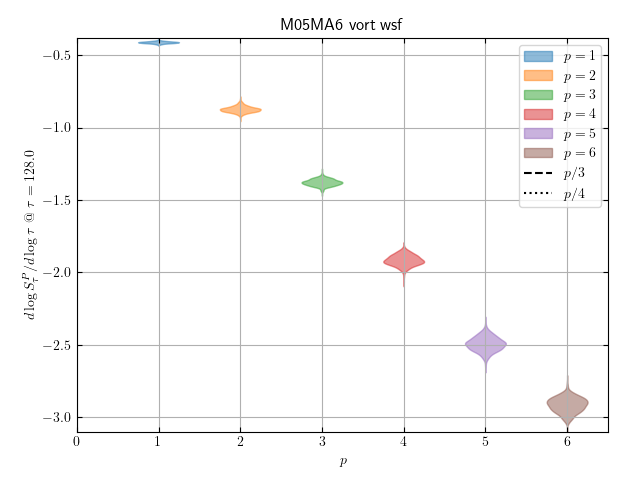 M05MA6 vort wsf
d log S_τ^P / d log τ @ τ = 128.0
−0.5
−1.0
−1.5
−2.0
−2.5
−3.0
0 1 2 3 4 5 6
p
p = 1
p = 2
p = 3
p = 4
p = 5
p = 6
p/3
p/4